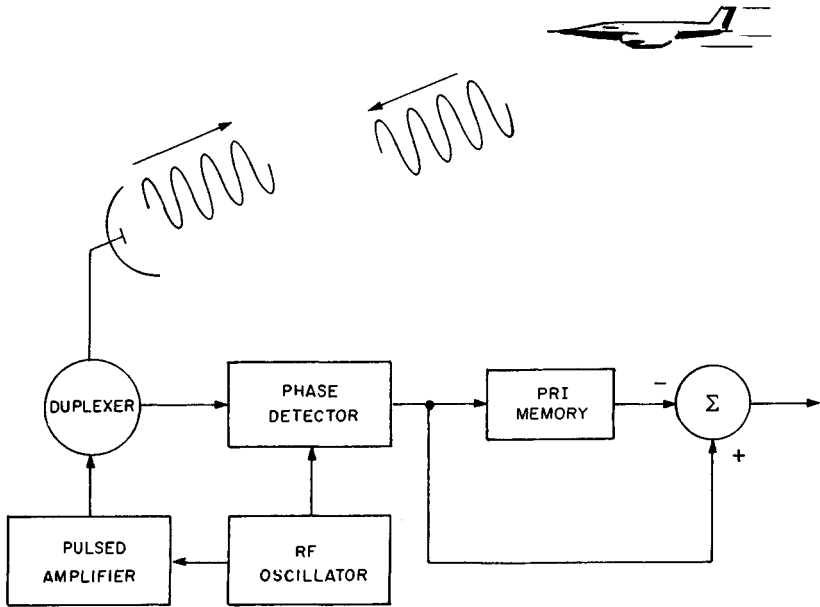 DUPLEXER
PHASE
DETECTOR
PRI
MEMORY
−
Σ
+
PULSED
AMPLIFIER
RF
OSCILLATOR